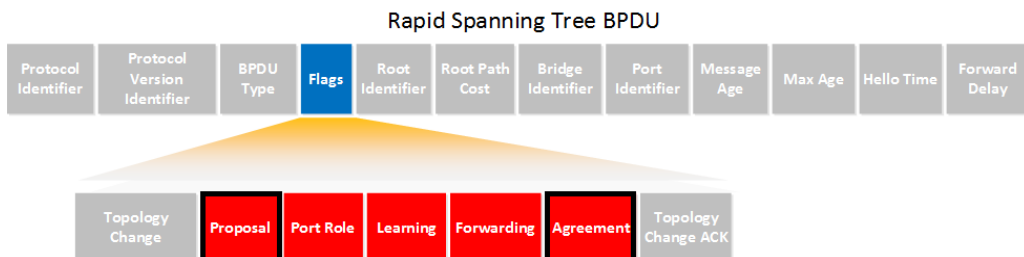 Rapid Spanning Tree BPDU
Protocol Identifier
Protocol Version Identifier
BPDU Type
Flags
Root Identifier
Root Path Cost
Bridge Identifier
Port Identifier
Message Age
Max Age
Hello Time
Forward Delay
Topology Change
Proposal
Port Role
Learning
Forwarding
Agreement
Topology Change ACK